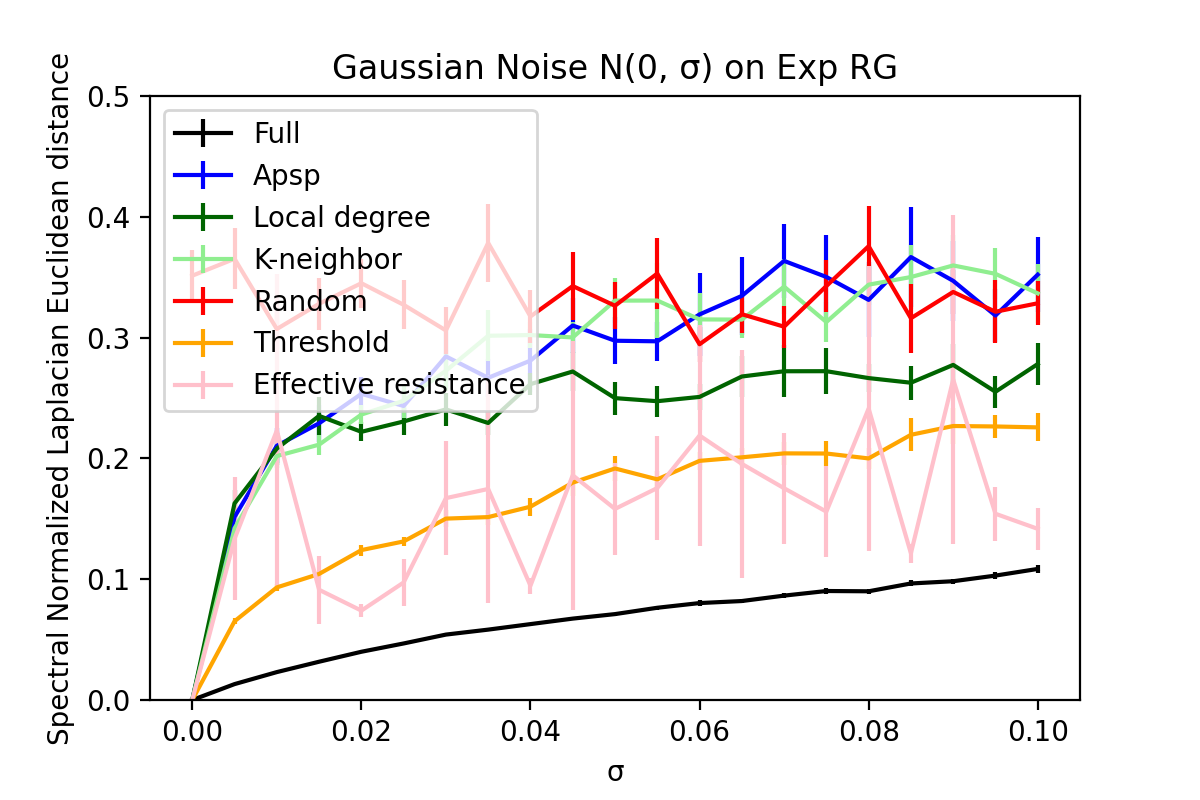 Gaussian Noise N(0, σ) on Exp RG
Spectral Normalized Laplacian Euclidean distance
0.5
0.4
0.3
0.2
0.1
0.0
Full
Apsp
Local degree
K-neighbor
Random
Threshold
Effective resistance
0.00 0.02 0.04 0.06 0.08 0.10
σ